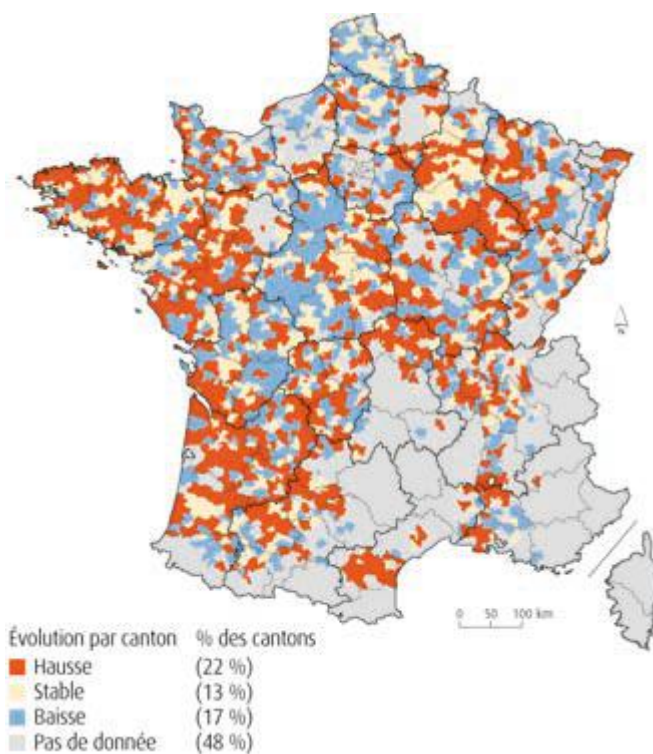 N
0 50 100 km
Évolution par canton % des cantons
Hausse (22 %)
Stable (13 %)
Baisse (17 %)
Pas de donnée (48 %)